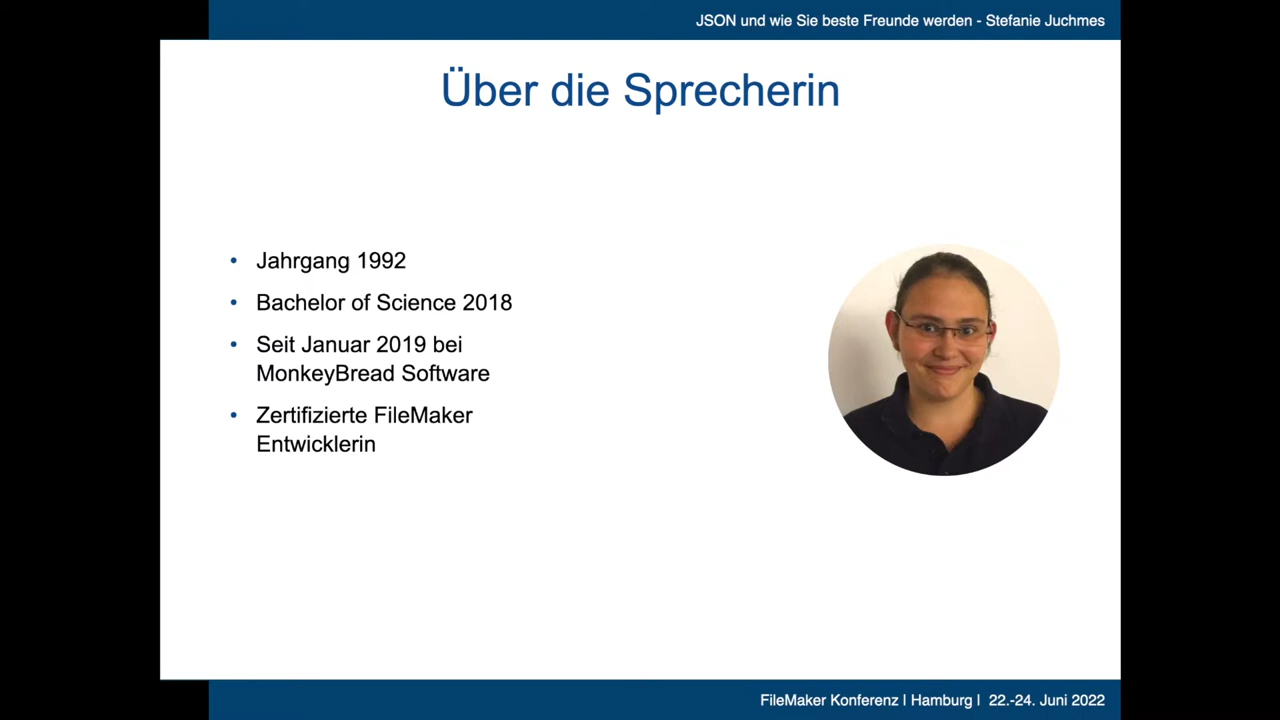 JSON und wie Sie beste Freunde werden - Stefanie Juchmes
Über die Sprecherin
• Jahrgang 1992
• Bachelor of Science 2018
• Seit Januar 2019 bei
MonkeyBread Software
• Zertifizierte FileMaker
Entwicklerin
FileMaker Konferenz | Hamburg | 22.-24. Juni 2022